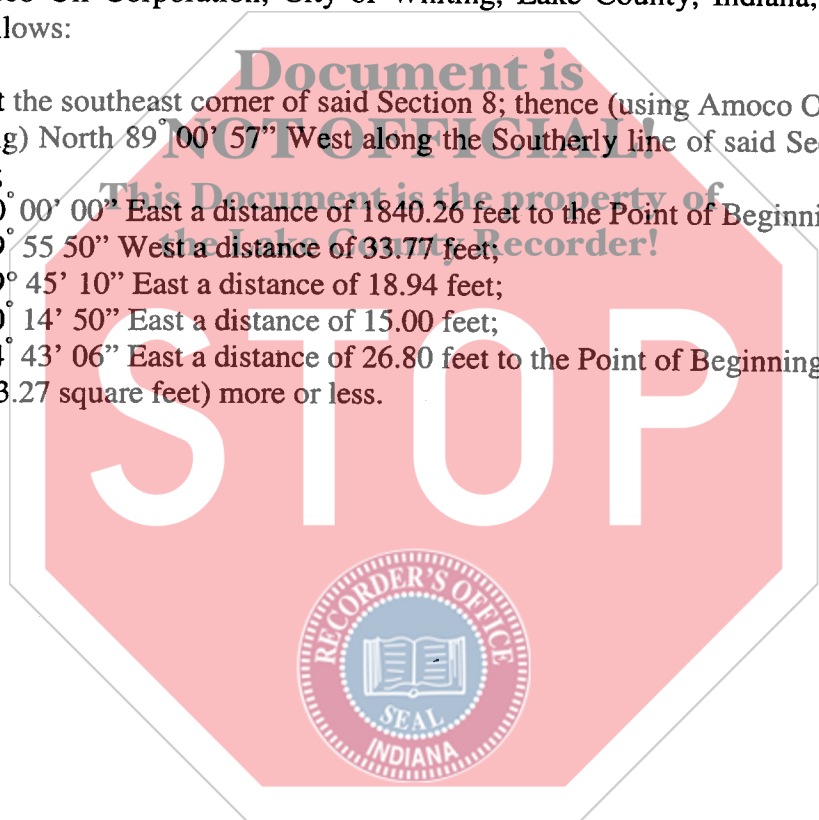 Oil Corporation, City of Whiting, Lake County, Indiana,
llows:
Document is
t the southeast corner of said Section 8; thence (using Amoco O
NOT OFFICIAL!
g) North 89° 00’ 57” West along the Southerly line of said Se
This Document is the property of
0° 00’ 00” East a distance of 1840.26 feet to the Point of Beginni
the Lake County Recorder!
9° 55 50” West a distance of 33.77 feet;
9° 45’ 10” East a distance of 18.94 feet;
0° 14’ 50” East a distance of 15.00 feet;
4° 43’ 06” East a distance of 26.80 feet to the Point of Beginning
3.27 square feet) more or less.
STOP
RECORDER'S OFFICE
SEAL
INDIANA